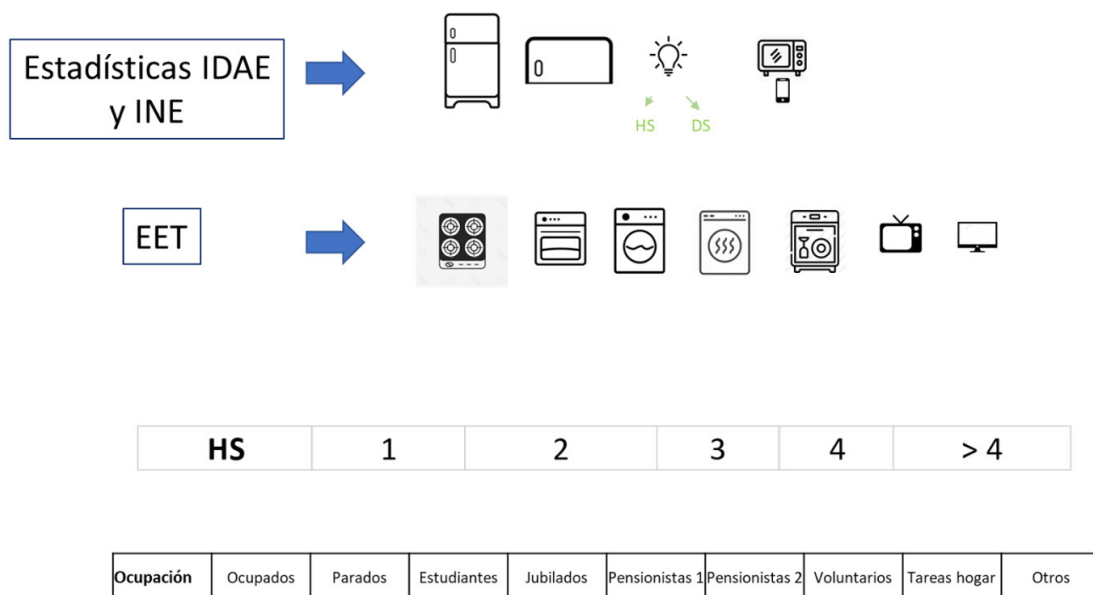 Estadísticas IDAE
y INE
HS DS
EET
HS 1 2 3 4 > 4
Ocupación Ocupados Parados Estudiantes Jubilados Pensionistas 1 Pensionistas 2 Voluntarios Tareas hogar Otros